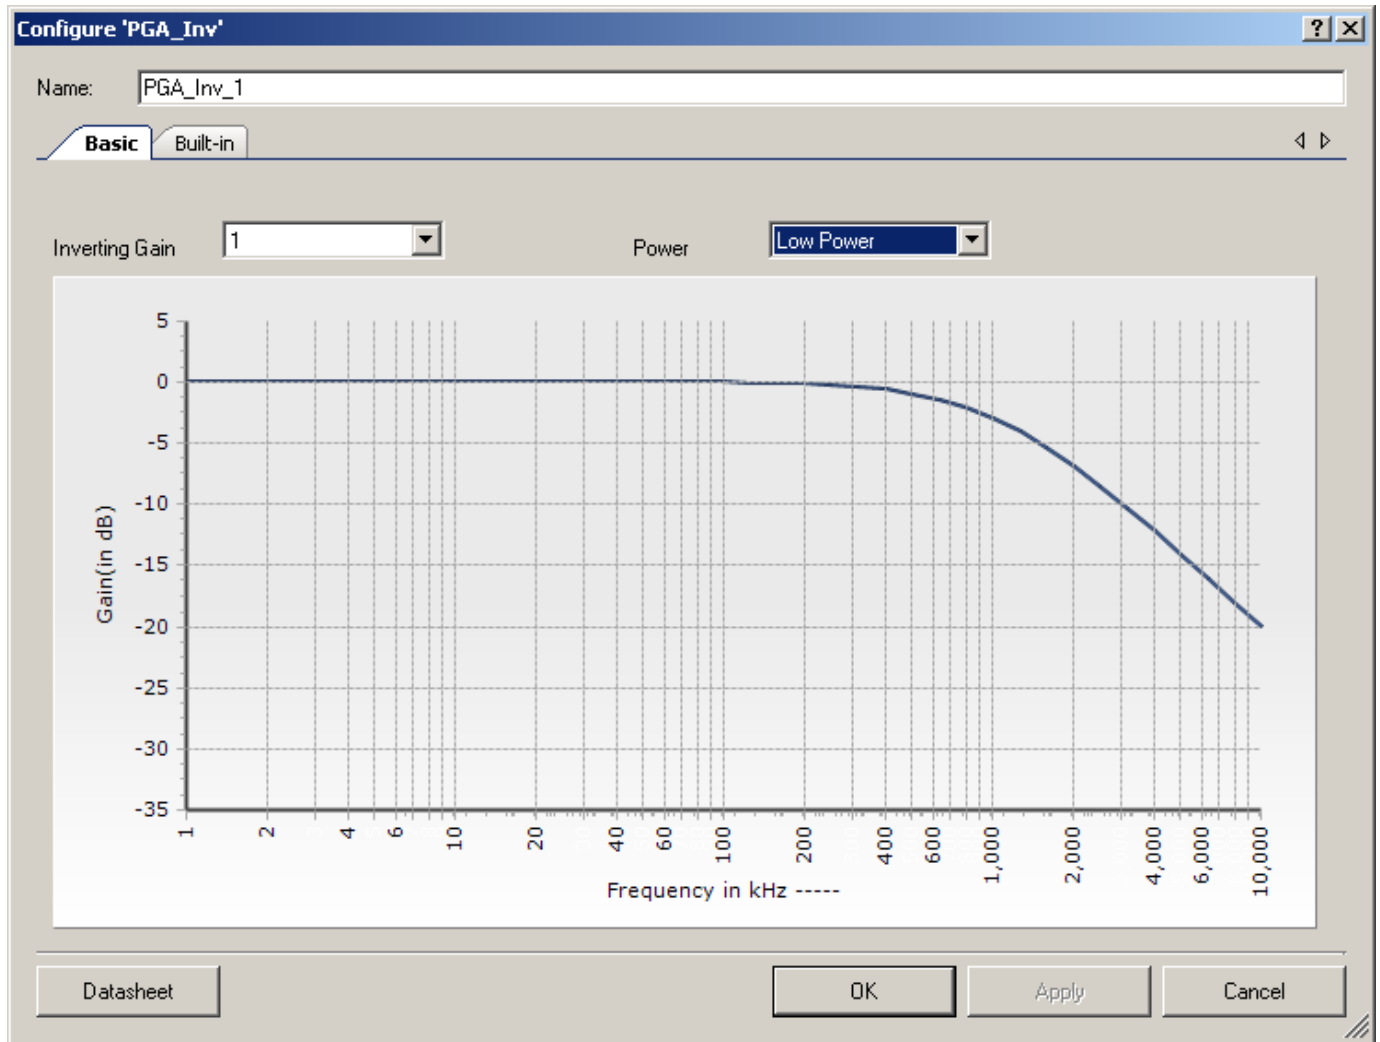 Configure 'PGA_Inv'
Name: PGA_Inv_1
Basic Built-in
Inverting Gain 1 Power Low Power
5
0
-5
-10
-15
-20
-25
-30
-35
Gain(in dB)
1 2 4 6 10 20 40 60 100 200 400 600 1,000 2,000 4,000 6,000 10,000
Frequency in kHz -----
Datasheet OK Apply Cancel